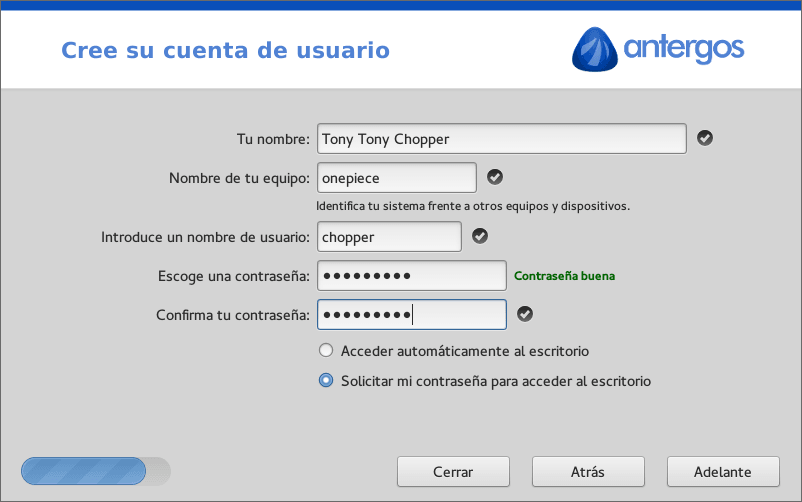 Cree su cuenta de usuario
antergos
Tu nombre: Tony Tony Chopper
Nombre de tu equipo: onepiece
Identifica tu sistema frente a otros equipos y dispositivos.
Introduce un nombre de usuario: chopper
Escoge una contraseña: ●●●●●●●●● Contraseña buena
Confirma tu contraseña: ●●●●●●●●●
Acceder automáticamente al escritorio
Solicitar mi contraseña para acceder al escritorio
Cerrar Atrás Adelante